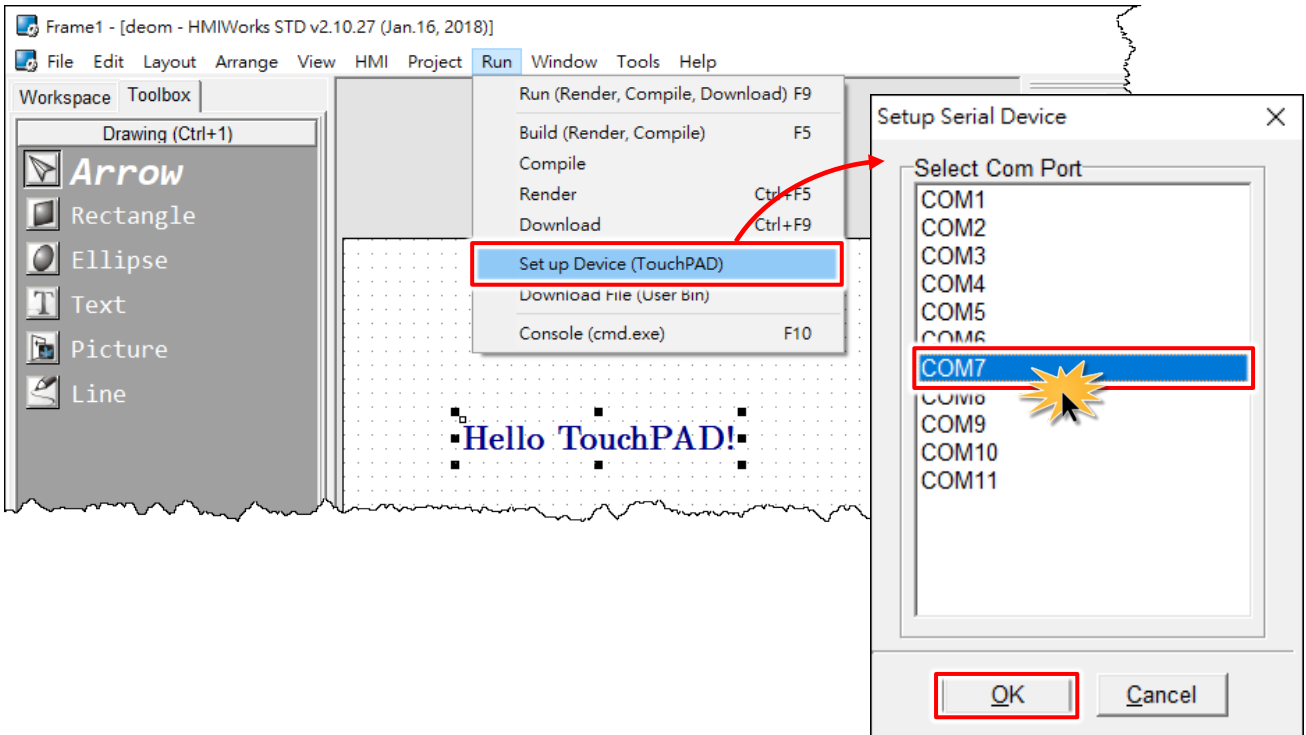 Frame1 - [deom - HMIWorks STD v2.10.27 (Jan.16, 2018)]
File Edit Layout Arrange View HMI Project Run Window Tools Help
Workspace Toolbox
Drawing (Ctrl+1)
Arrow
Rectangle
Ellipse
T Text
Picture
Line
Run (Render, Compile, Download) F9
Build (Render, Compile) F5
Compile
Render Ctrl+F5
Download Ctrl+F9
Set up Device (TouchPAD)
Download File (User Bin)
Console (cmd.exe) F10
Hello TouchPAD!
Setup Serial Device
Select Com Port
COM1
COM2
COM3
COM4
COM5
COM6
COM7
COM8
COM9
COM10
COM11
OK Cancel